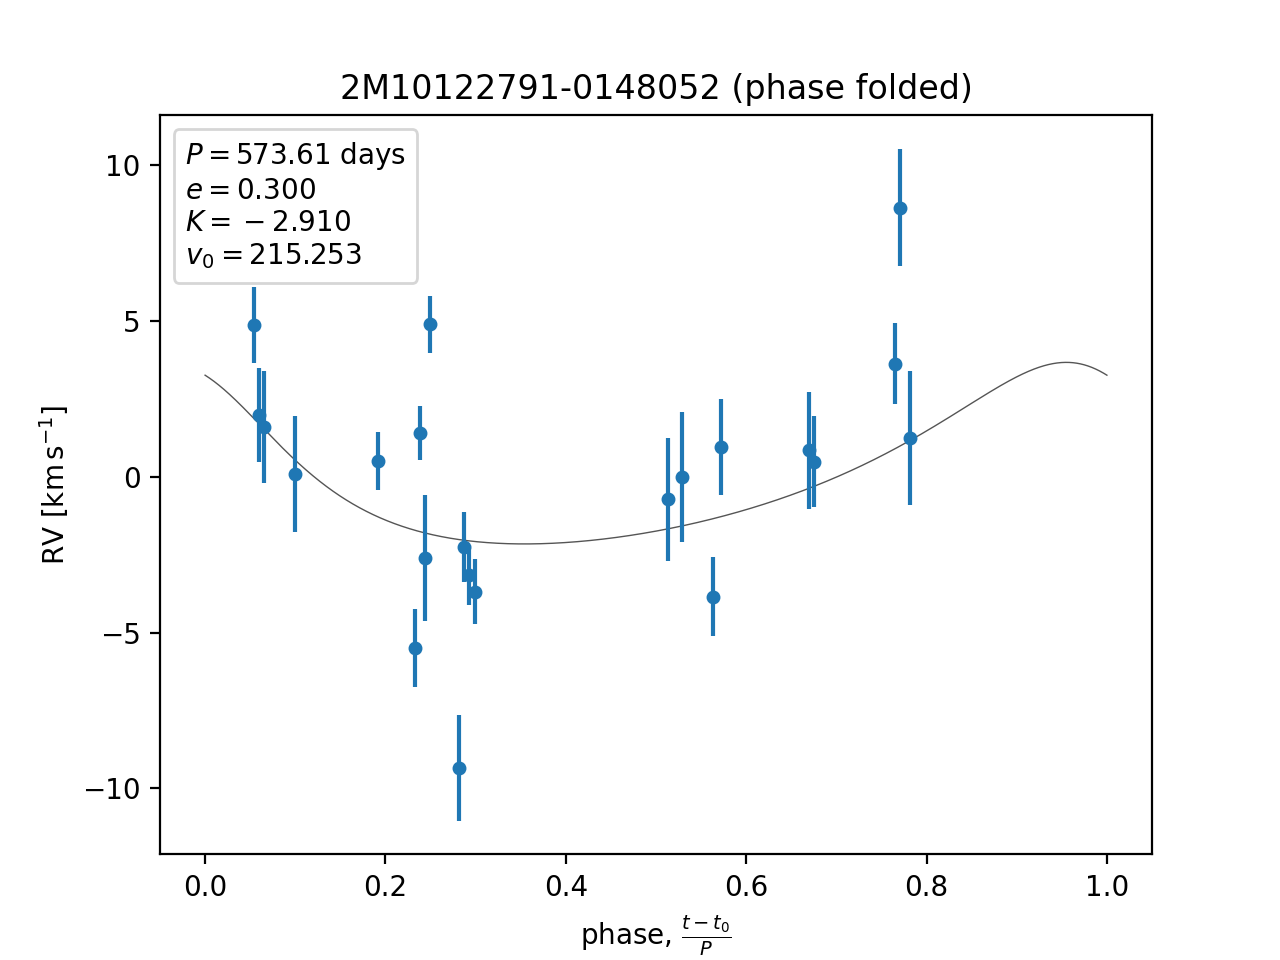 2M10122791-0148052 (phase folded)
P = 573.61 days
e = 0.300
K = −2.910
v₀ = 215.253
RV [km s⁻¹]
10
5
0
−5
−10
0.0 0.2 0.4 0.6 0.8 1.0
phase, (t − t₀)/P